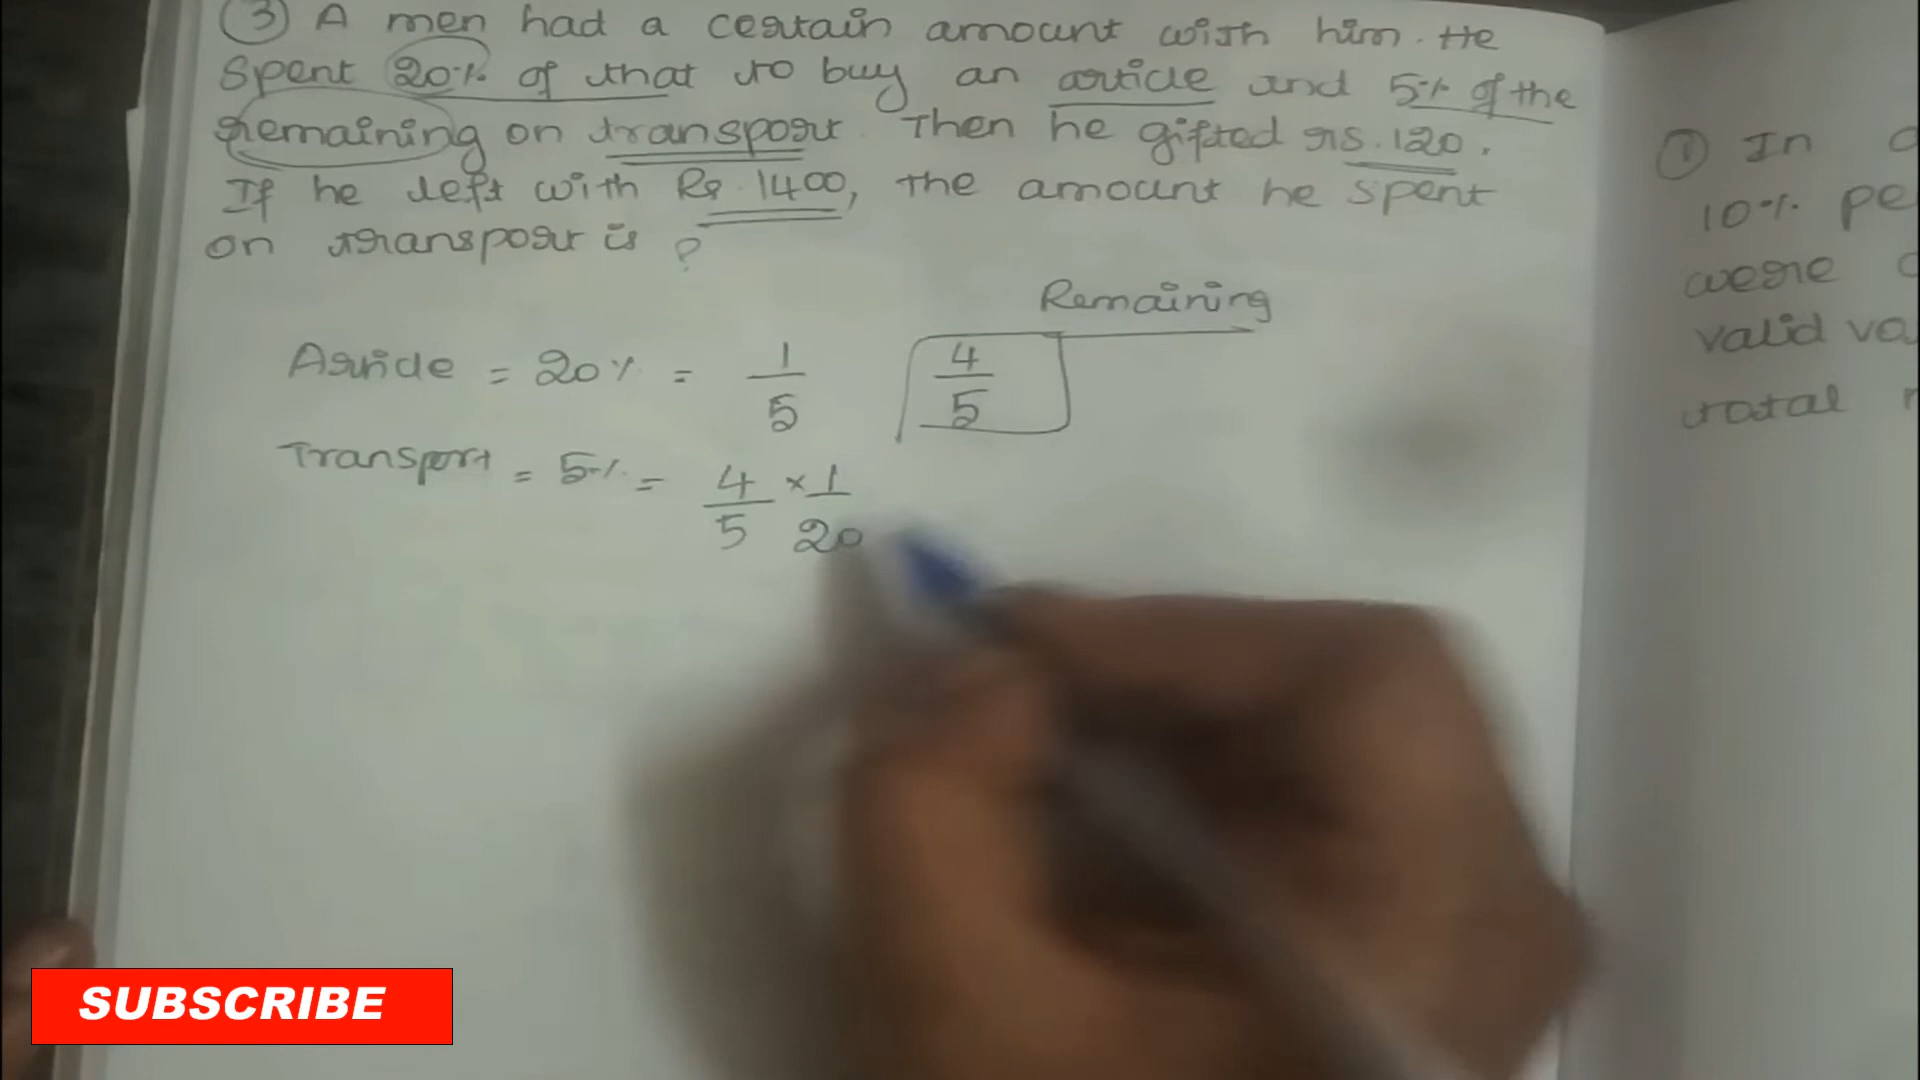 ③ A men had a certain amount with him. He
spent 20% of that to buy an article and 5% of the
remaining on transport. Then he gifted rs. 120.
If he left with Rs. 1400, the amount he spent
on transport is ?
Remaining
Article = 20% = 1/5 4/5
Transport = 5% = 4/5 × 1/20
① In
10%
were
valid
total
SUBSCRIBE